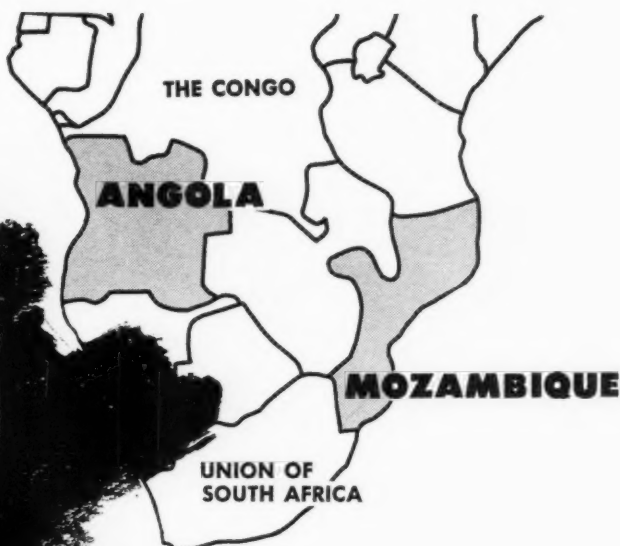 THE CONGO
ANGOLA
MOZAMBIQUE
UNION OF
SOUTH AFRICA